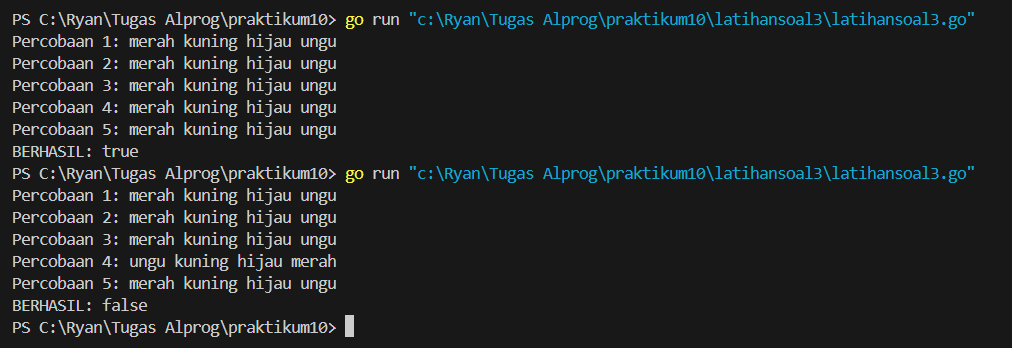 PS C:\Ryan\Tugas Alprog\praktikum10> go run "c:\Ryan\Tugas Alprog\praktikum10\latihansoal3\latihansoal3.go"
Percobaan 1: merah kuning hijau ungu
Percobaan 2: merah kuning hijau ungu
Percobaan 3: merah kuning hijau ungu
Percobaan 4: merah kuning hijau ungu
Percobaan 5: merah kuning hijau ungu
BERHASIL: true
PS C:\Ryan\Tugas Alprog\praktikum10> go run "c:\Ryan\Tugas Alprog\praktikum10\latihansoal3\latihansoal3.go"
Percobaan 1: merah kuning hijau ungu
Percobaan 2: merah kuning hijau ungu
Percobaan 3: merah kuning hijau ungu
Percobaan 4: ungu kuning hijau merah
Percobaan 5: merah kuning hijau ungu
BERHASIL: false
PS C:\Ryan\Tugas Alprog\praktikum10>